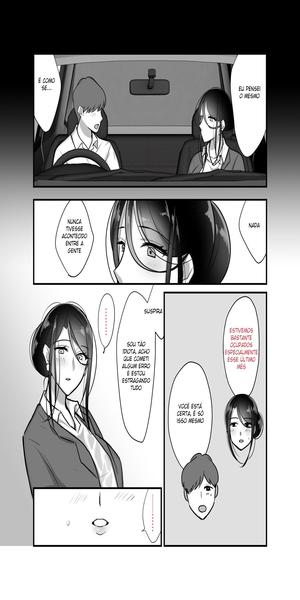 EU PENSEI O
MESMO
É COMO
SE...
NADA
NUNCA
TIVESSE
ACONTECIDO
ENTRE A
GENTE
ESTIVEMOS
BASTANTE
OCUPADOS
ESPECIALMENTE
ESSE ÚLTIMO
MÊS
VOCÊ ESTÁ
CERTA, É SÓ
ISSO MESMO
SUSPIRA
SOU TÃO
IDIOTA, ACHO
QUE COMETI
ALGUM ERRO
E ESTOU
ESTRAGANDO
TUDO